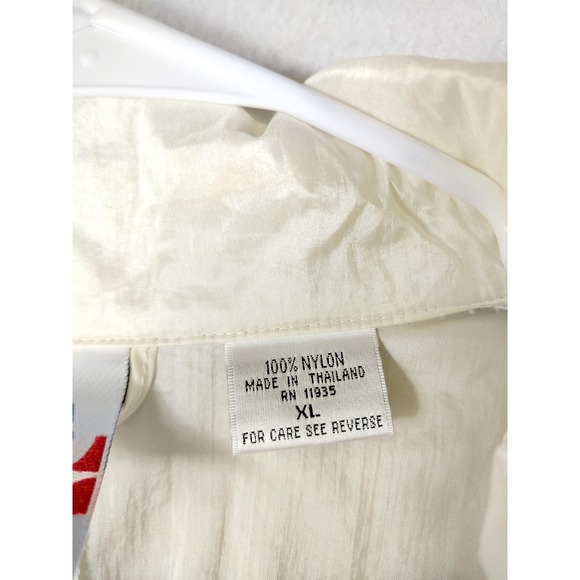 100% NYLON
MADE IN THAILAND
RN 11935
XL
FOR CARE SEE REVERSE